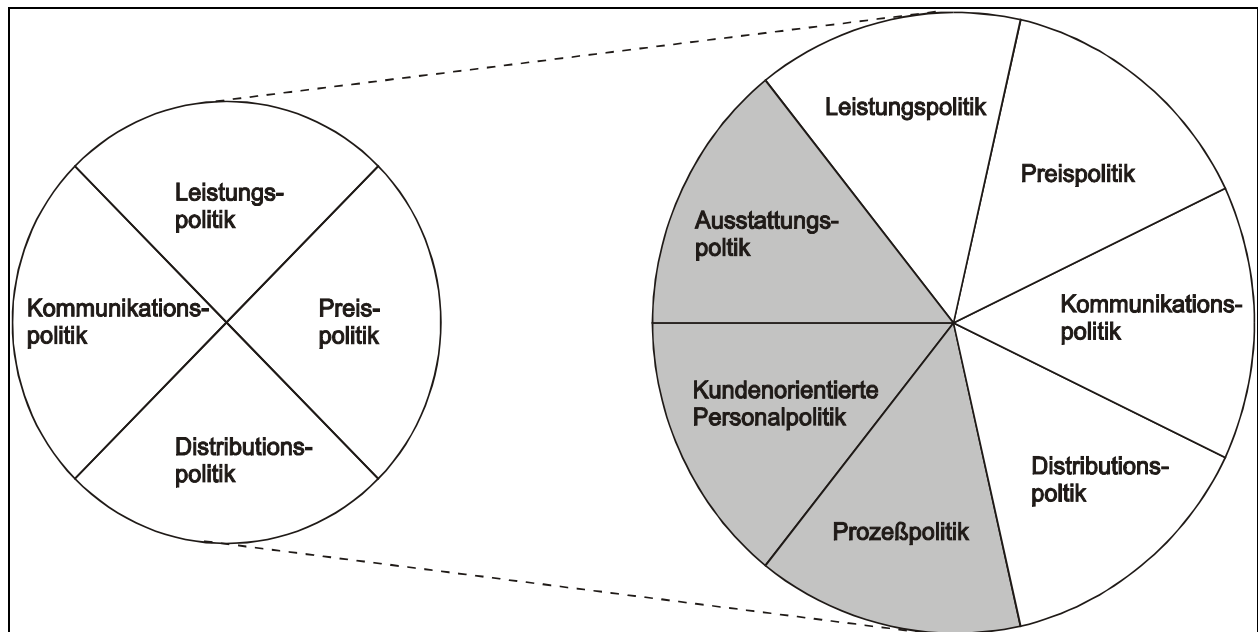 Leistungs-
politik
Kommunikations-
politik
Preis-
politik
Distributions-
politik
Leistungspolitik
Preispolitik
Kommunikations-
politik
Distributions-
poltik
Prozeßpolitik
Kundenorientierte
Personalpolitik
Ausstattungs-
poltik